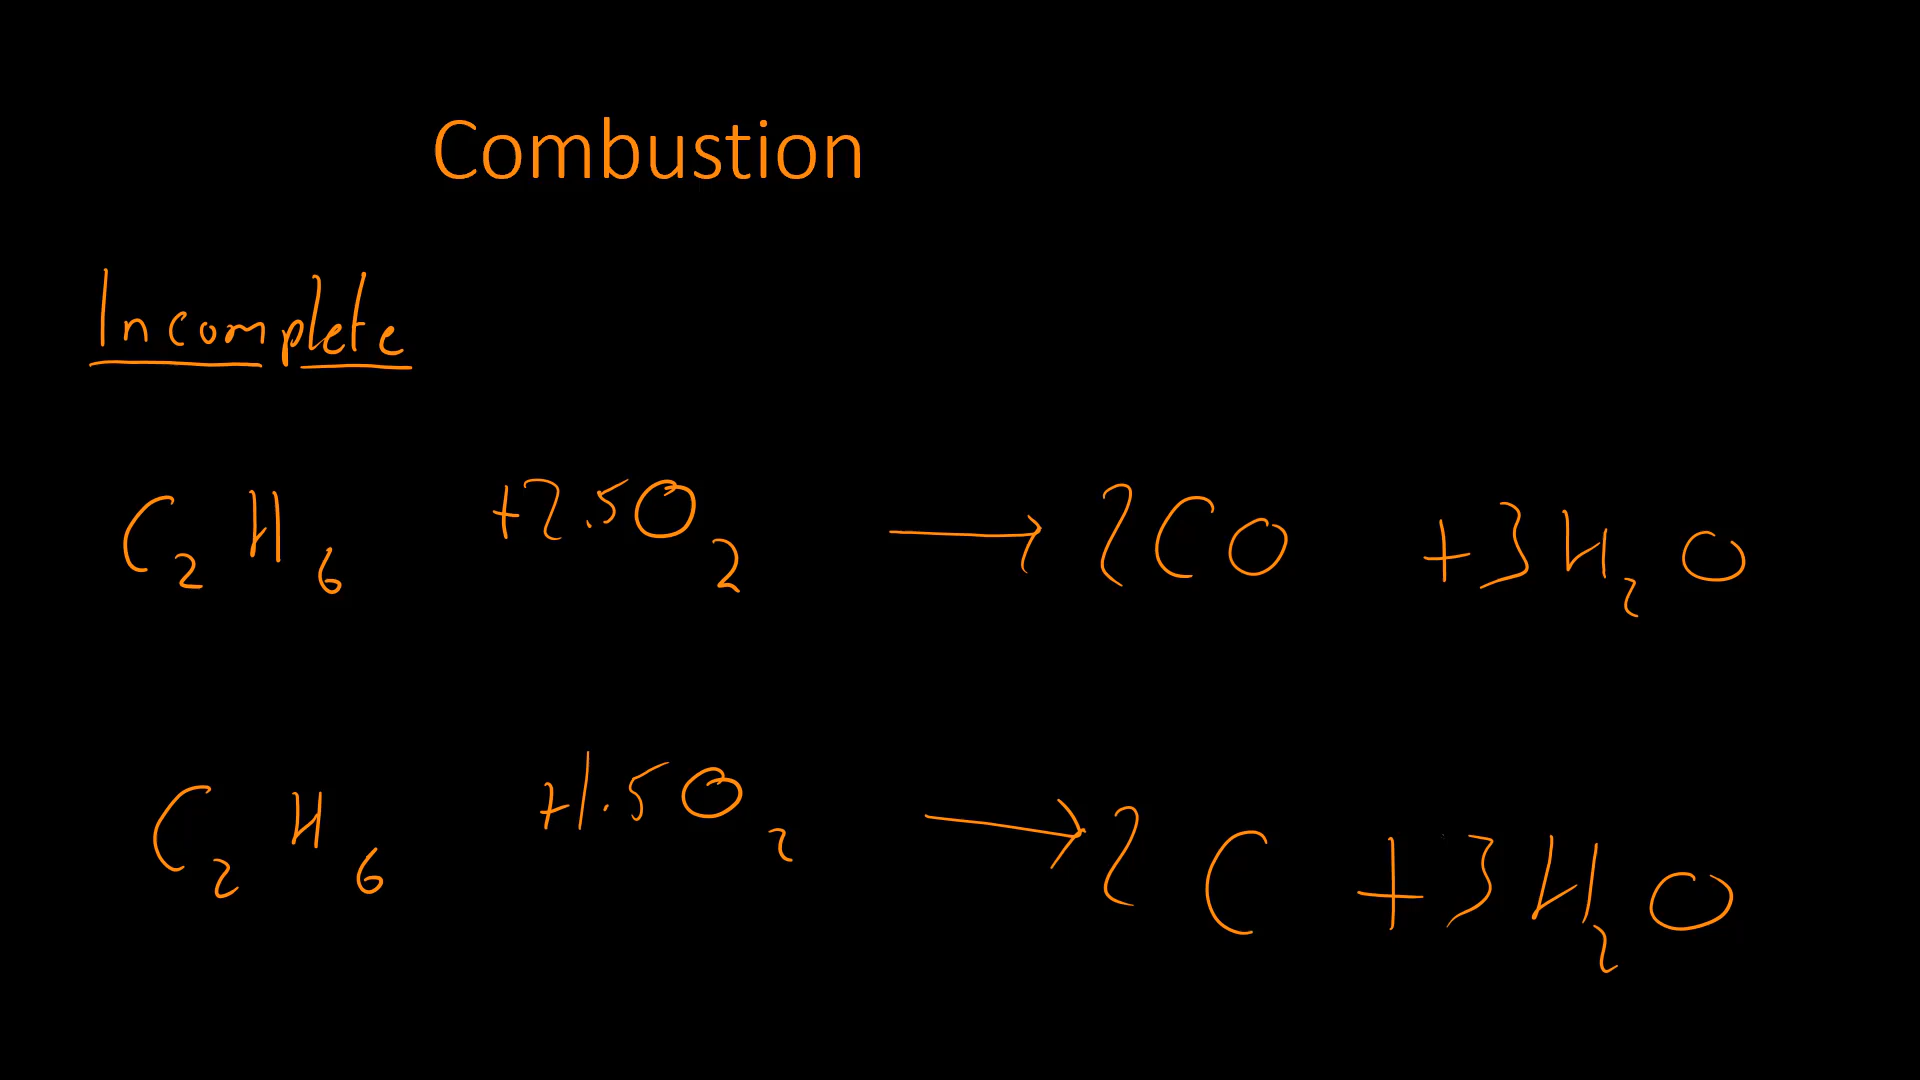 Combustion
Incomplete
C₂H₆ +2.5O₂ → 2CO +3H₂O
C₂H₆ +1.5O₂ → 2C +3H₂O